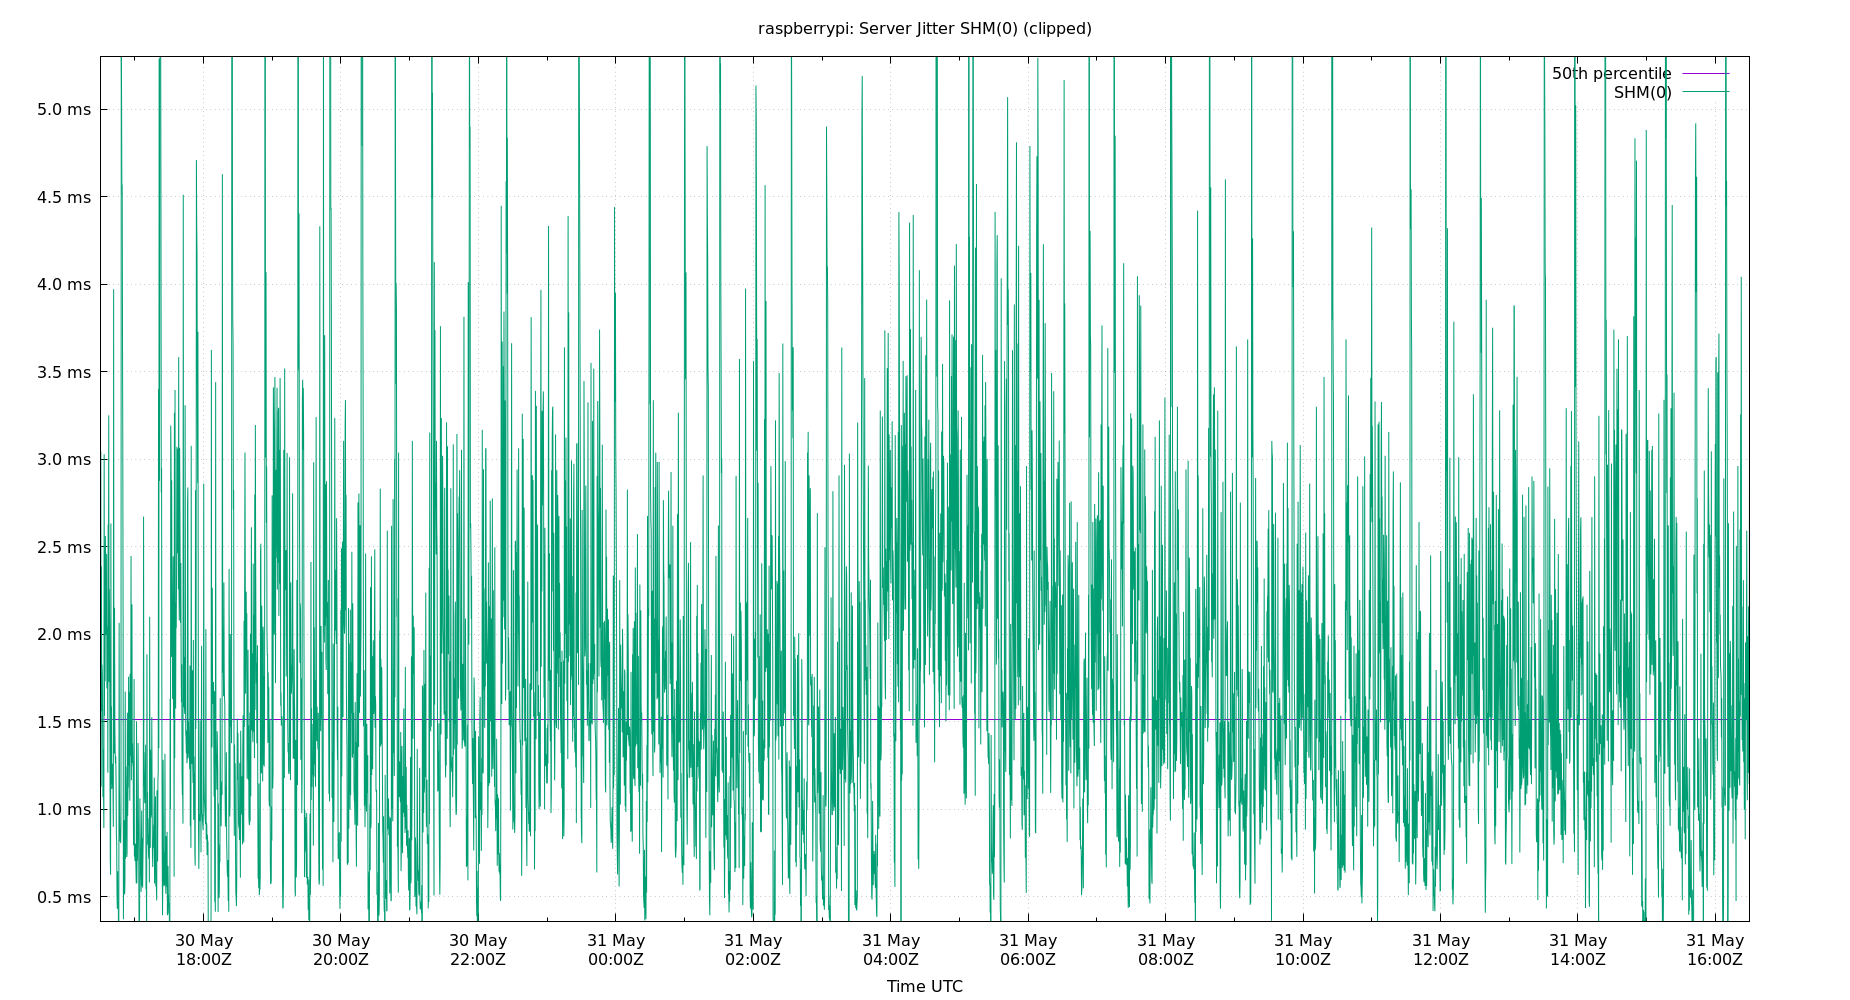 raspberrypi: Server Jitter SHM(0) (clipped)
50th percentile
SHM(0)
5.0 ms
4.5 ms
4.0 ms
3.5 ms
3.0 ms
2.5 ms
2.0 ms
1.5 ms
1.0 ms
0.5 ms
30 May 30 May 30 May 31 May 31 May 31 May 31 May 31 May 31 May 31 May 31 May 31 May
18:00Z 20:00Z 22:00Z 00:00Z 02:00Z 04:00Z 06:00Z 08:00Z 10:00Z 12:00Z 14:00Z 16:00Z
Time UTC